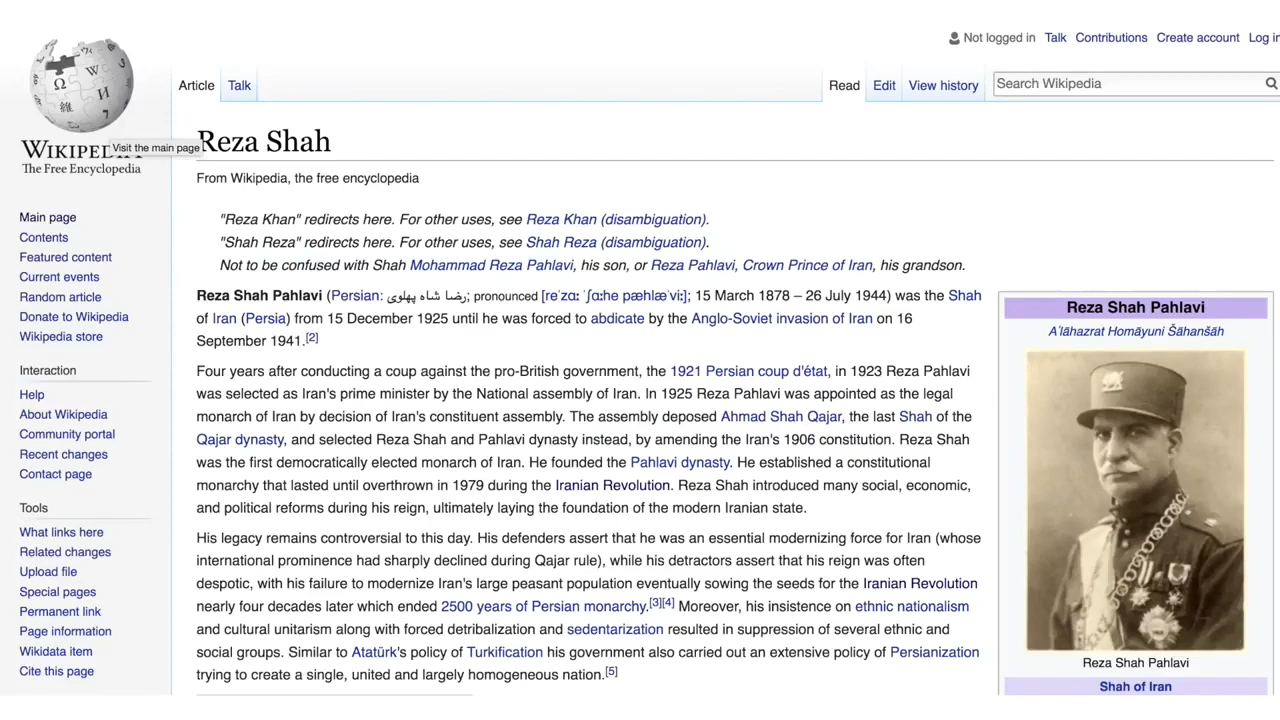 Not logged in Talk Contributions Create account Log in
Article Talk Read Edit View history Search Wikipedia
WIKIPEDIA
Visit the main page
The Free Encyclopedia
Main page
Contents
Featured content
Current events
Random article
Donate to Wikipedia
Wikipedia store
Interaction
Help
About Wikipedia
Community portal
Recent changes
Contact page
Tools
What links here
Related changes
Upload file
Special pages
Permanent link
Page information
Wikidata item
Cite this page
Reza Shah
From Wikipedia, the free encyclopedia
"Reza Khan" redirects here. For other uses, see Reza Khan (disambiguation).
"Shah Reza" redirects here. For other uses, see Shah Reza (disambiguation).
Not to be confused with Shah Mohammad Reza Pahlavi, his son, or Reza Pahlavi, Crown Prince of Iran, his grandson.
Reza Shah Pahlavi (Persian: رضا شاه پهلوی; pronounced [reˈzɑː ˈʃɑːhe pæhlæˈviː]; 15 March 1878 – 26 July 1944) was the Shah
of Iran (Persia) from 15 December 1925 until he was forced to abdicate by the Anglo-Soviet invasion of Iran on 16
September 1941.[2]
Four years after conducting a coup against the pro-British government, the 1921 Persian coup d'état, in 1923 Reza Pahlavi
was selected as Iran's prime minister by the National assembly of Iran. In 1925 Reza Pahlavi was appointed as the legal
monarch of Iran by decision of Iran's constituent assembly. The assembly deposed Ahmad Shah Qajar, the last Shah of the
Qajar dynasty, and selected Reza Shah and Pahlavi dynasty instead, by amending the Iran's 1906 constitution. Reza Shah
was the first democratically elected monarch of Iran. He founded the Pahlavi dynasty. He established a constitutional
monarchy that lasted until overthrown in 1979 during the Iranian Revolution. Reza Shah introduced many social, economic,
and political reforms during his reign, ultimately laying the foundation of the modern Iranian state.
His legacy remains controversial to this day. His defenders assert that he was an essential modernizing force for Iran (whose
international prominence had sharply declined during Qajar rule), while his detractors assert that his reign was often
despotic, with his failure to modernize Iran's large peasant population eventually sowing the seeds for the Iranian Revolution
nearly four decades later which ended 2500 years of Persian monarchy.[3][4] Moreover, his insistence on ethnic nationalism
and cultural unitarism along with forced detribalization and sedentarization resulted in suppression of several ethnic and
social groups. Similar to Atatürk's policy of Turkification his government also carried out an extensive policy of Persianization
trying to create a single, united and largely homogeneous nation.[5]
Reza Shah Pahlavi
A'lāhazrat Homāyuni Šāhanšāh
Reza Shah Pahlavi
Shah of Iran